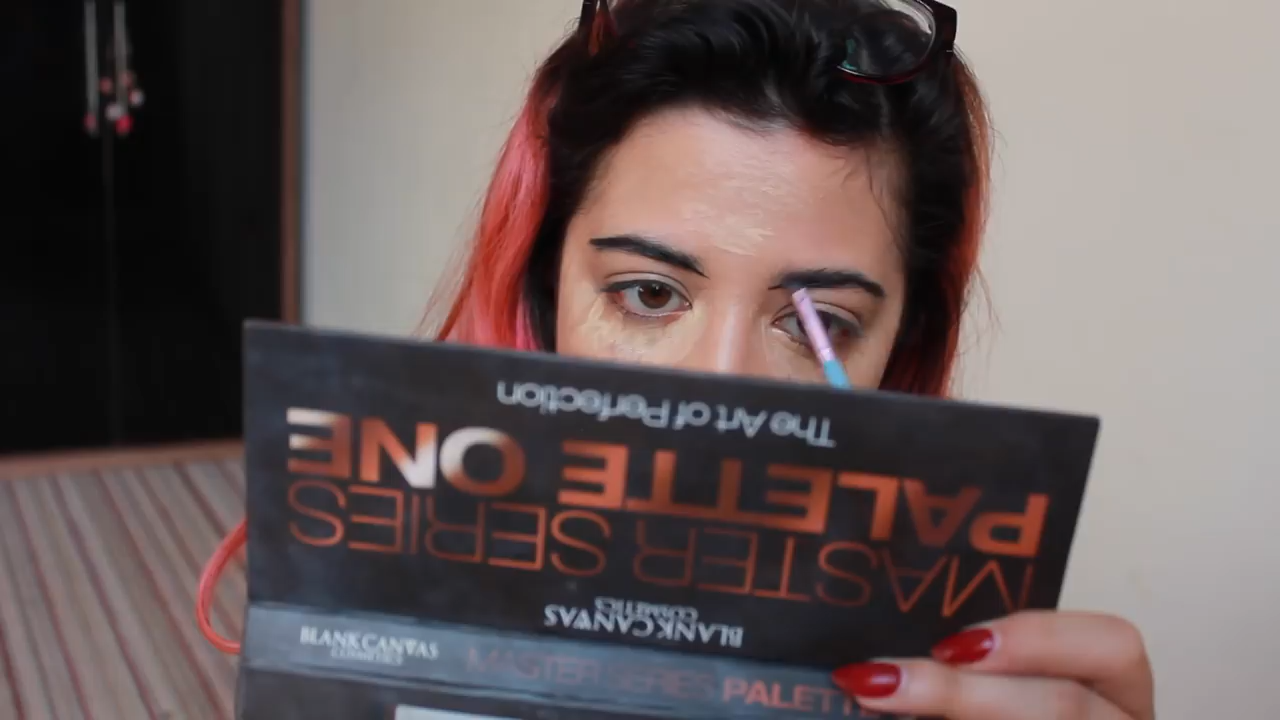 The Art of Perfection
PALETTE ONE
MASTER SERIES
BLANK CANVAS
COSMETICS
BLANK CANVAS
COSMETICS
MASTER SERIES PALETTE